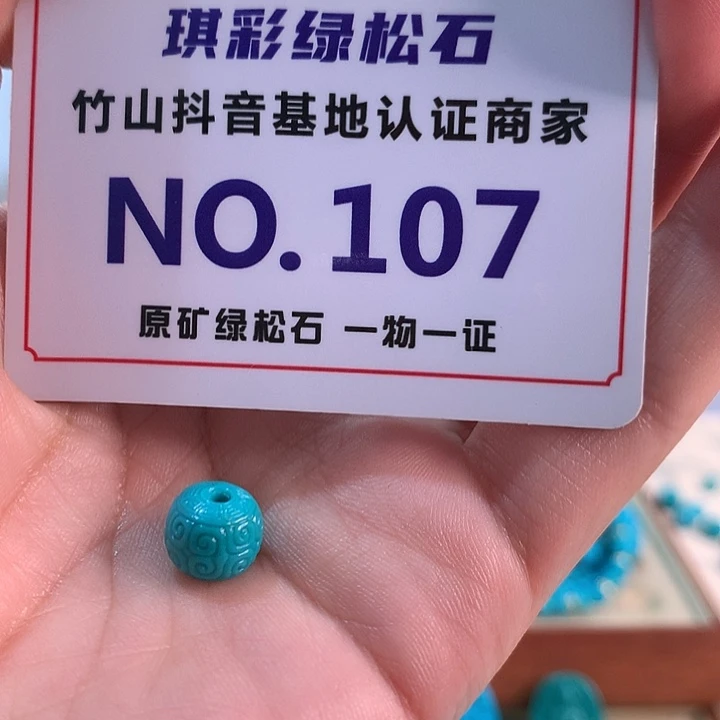 琪彩绿松石
竹山抖音基地认证商家
NO.107
原矿绿松石 一物一证